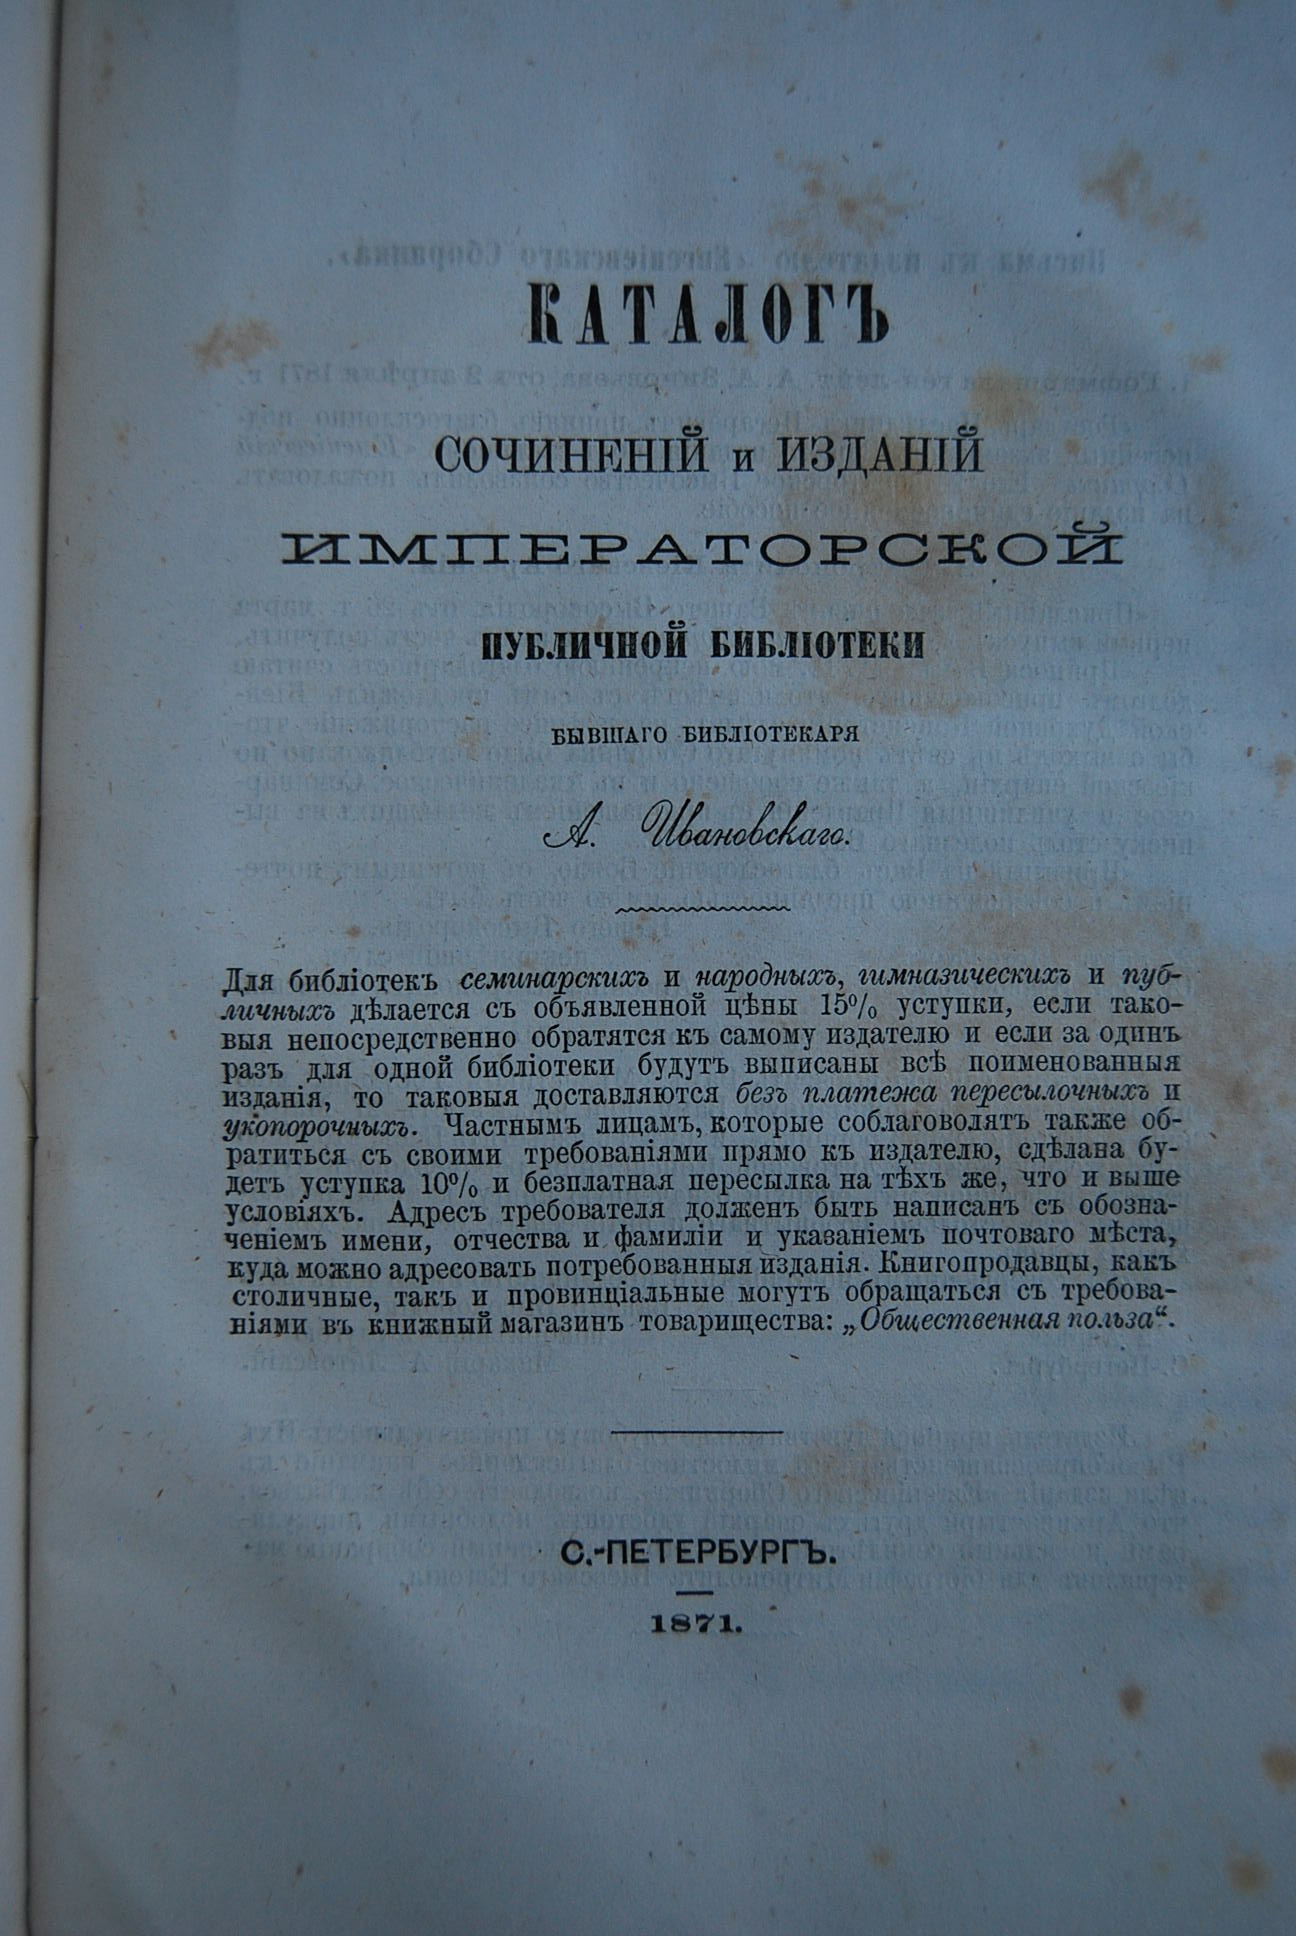 КАТАЛОГЪ
СОЧИНЕНІЙ и ИЗДАНІЙ
ИМПЕРАТОРСКОЙ
ПУБЛИЧНОЙ БИБЛІОТЕКИ
БЫВШАГО БИБЛІОТЕКАРЯ
А. Ивановскаго.
Для библіотекъ семинарскихъ и народныхъ, гимназическихъ и пуб-
личныхъ дѣлается съ объявленной цѣны 15% уступки, если тако-
выя непосредственно обратятся къ самому издателю и если за одинъ
разъ для одной библіотеки будутъ выписаны всѣ поименованныя
изданія, то таковыя доставляются безъ платежа пересылочныхъ и
укопорочныхъ. Частнымъ лицамъ, которые соблаговолятъ также об-
ратиться съ своими требованіями прямо къ издателю, сдѣлана бу-
детъ уступка 10% и безплатная пересылка на тѣхъ же, что и выше
условіяхъ. Адресъ требователя долженъ быть написанъ съ обозна-
ченіемъ имени, отчества и фамиліи и указаніемъ почтоваго мѣста,
куда можно адресовать потребованныя изданія. Книгопродавцы, какъ
столичные, такъ и провинціальные могутъ обращаться съ требова-
ніями въ книжный магазинъ товарищества: „Общественная польза“.
С.-ПЕТЕРБУРГЪ.
1871.